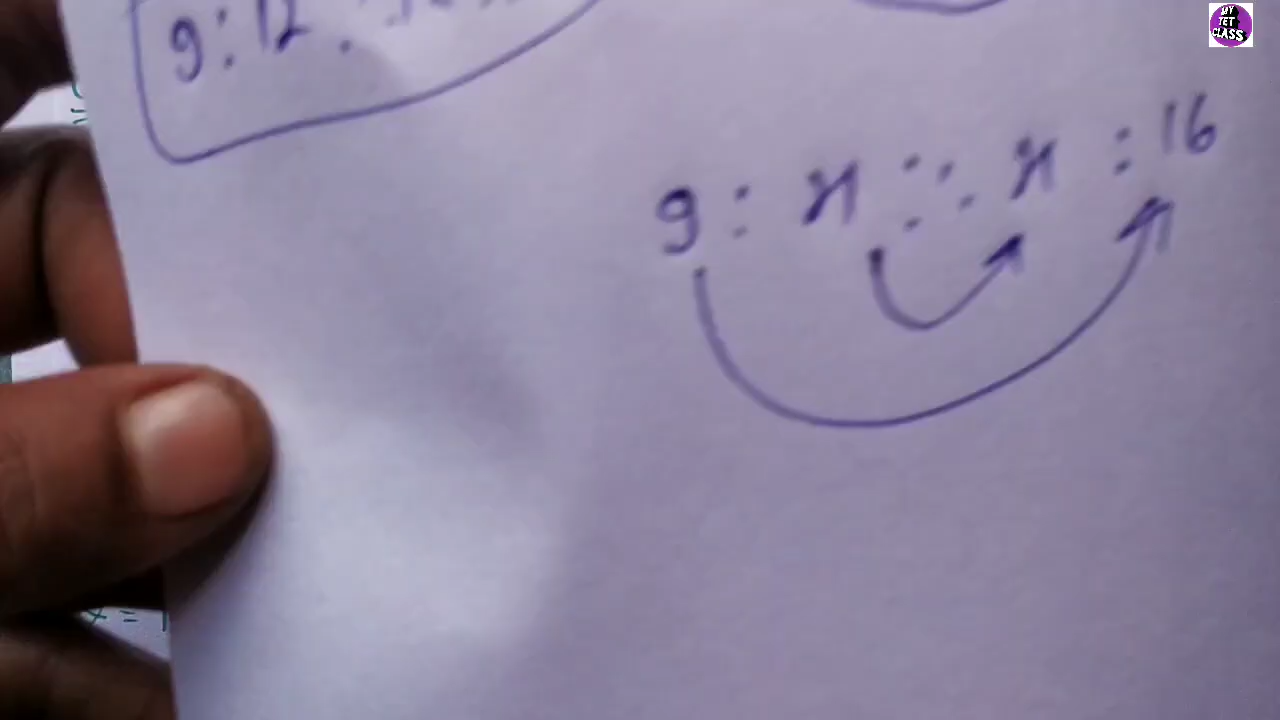 9 : 12
MY
TET
CLASS
9 : x :: x : 16
x =